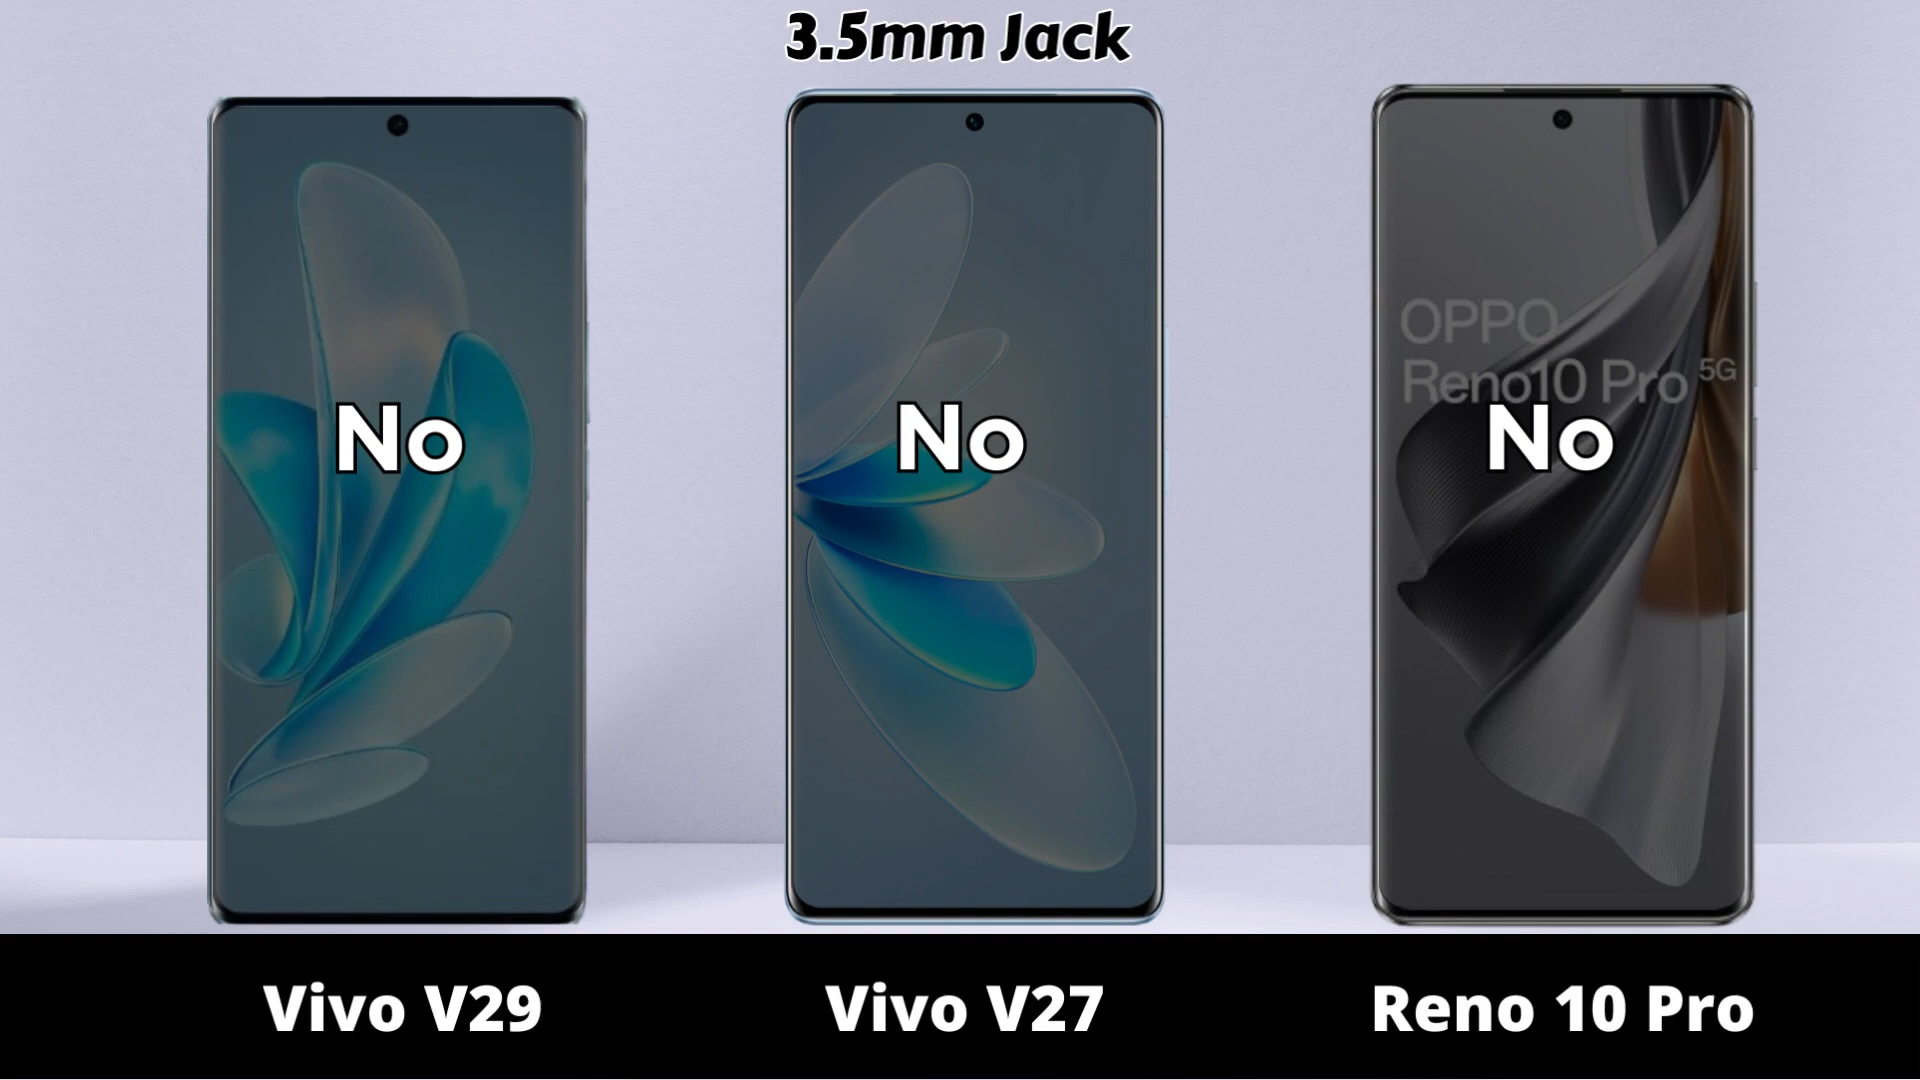 3.5mm Jack
OPPO
Reno10 Pro 5G
No
No
No
Vivo V29
Vivo V27
Reno 10 Pro